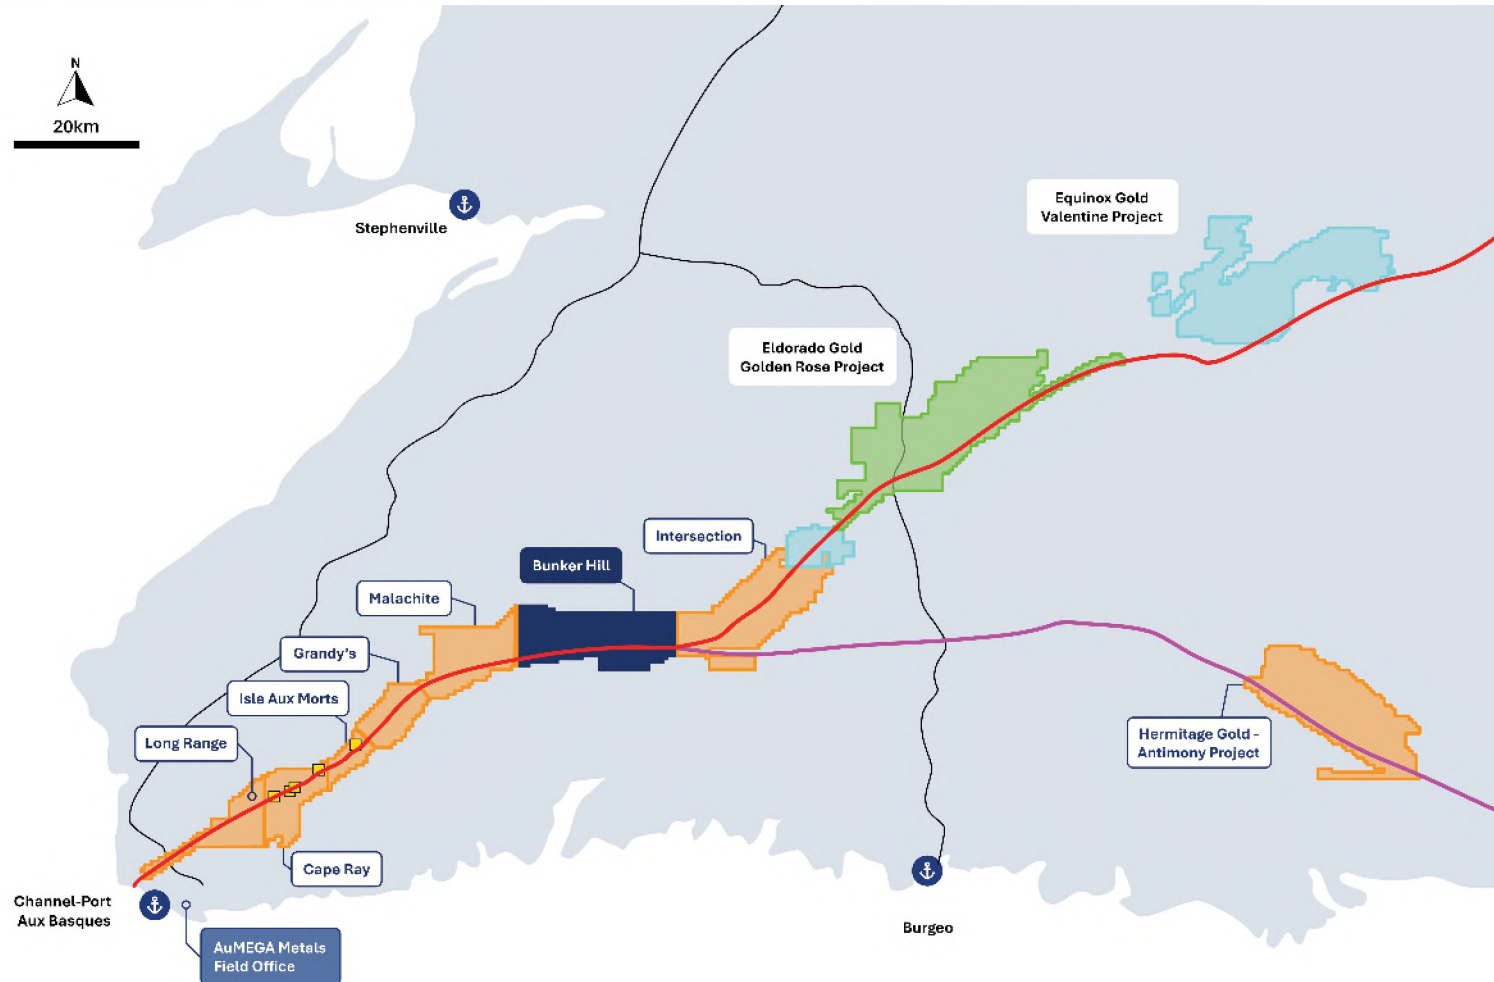 N
20km
Stephenville
Equinox Gold
Valentine Project
Eldorado Gold
Golden Rose Project
Intersection
Bunker Hill
Malachite
Grandy's
Isle Aux Morts
Long Range
Hermitage Gold -
Antimony Project
Cape Ray
Channel-Port
Aux Basques
Burgeo
AuMEGA Metals
Field Office